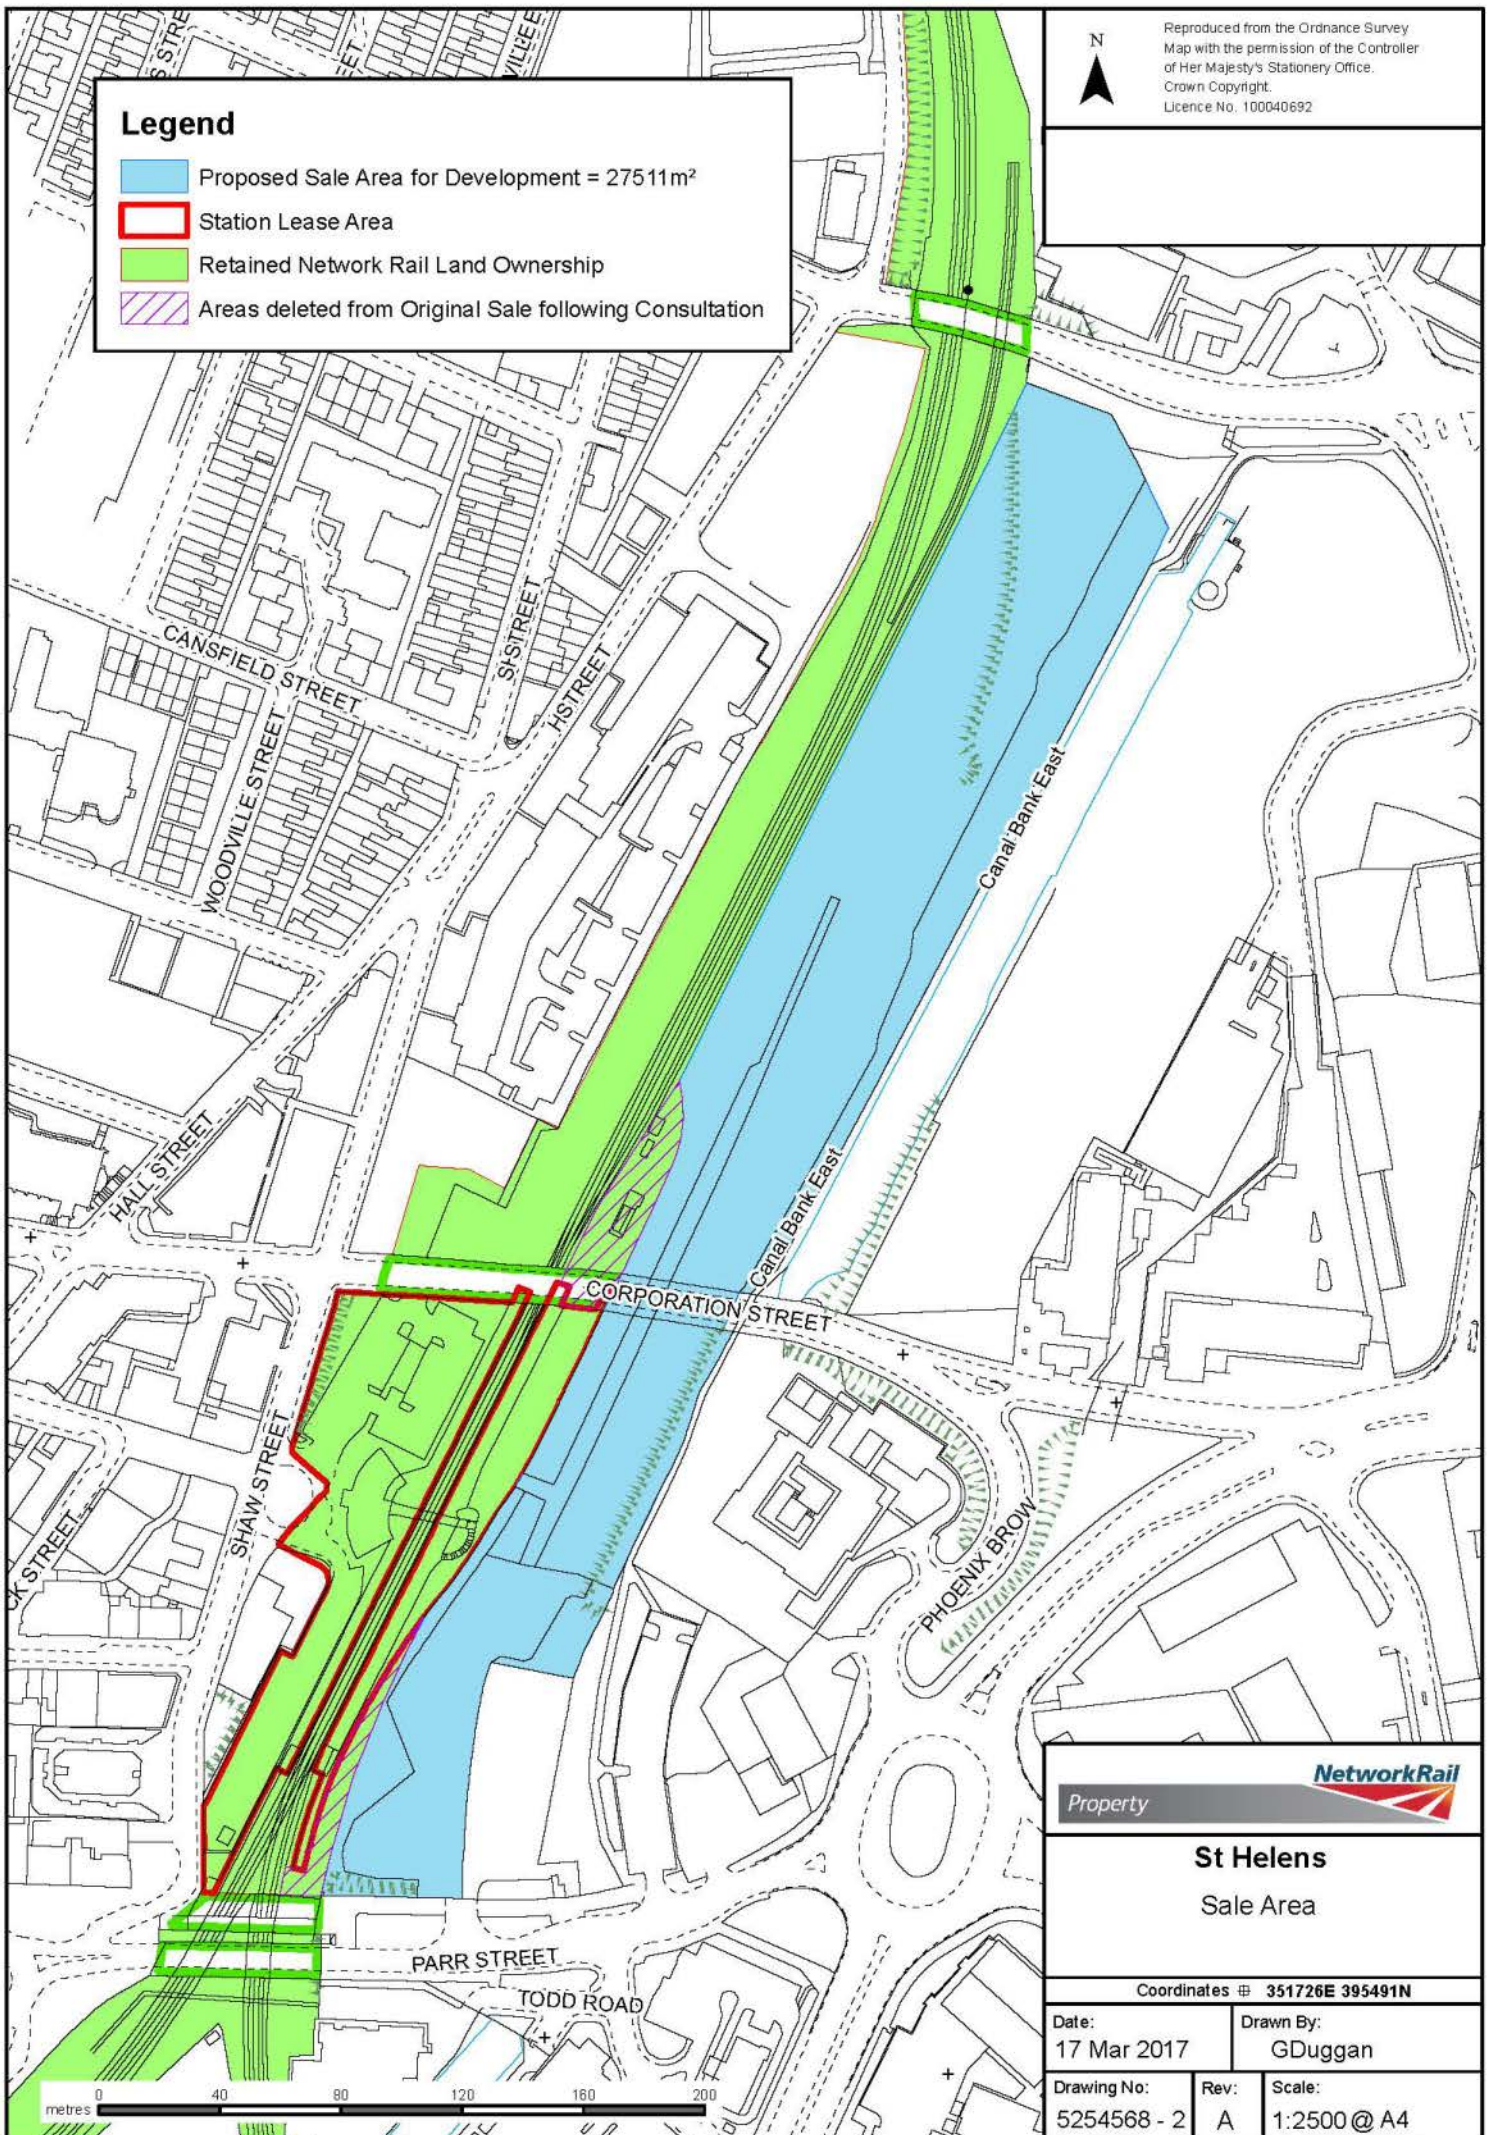 Reproduced from the Ordnance Survey
Map with the permission of the Controller
of Her Majesty's Stationery Office.
Crown Copyright.
Licence No. 100040692
N
Legend
Proposed Sale Area for Development = 27511m²
Station Lease Area
Retained Network Rail Land Ownership
Areas deleted from Original Sale following Consultation
CANSFIELD STREET
STREET
HSTREET
WOODVILLE STREET
Canal Bank East
HALL STREET
Canal Bank East
CORPORATION STREET
SHAW STREET
CK STREET
PHOENIX BROW
PARR STREET
TODD ROAD
metres 0 40 80 120 160 200
NetworkRail
Property
St Helens
Sale Area
Coordinates 351726E 395491N
Date:
17 Mar 2017
Drawn By:
GDuggan
Drawing No:
5254568 - 2
Rev:
A
Scale:
1:2500 @ A4